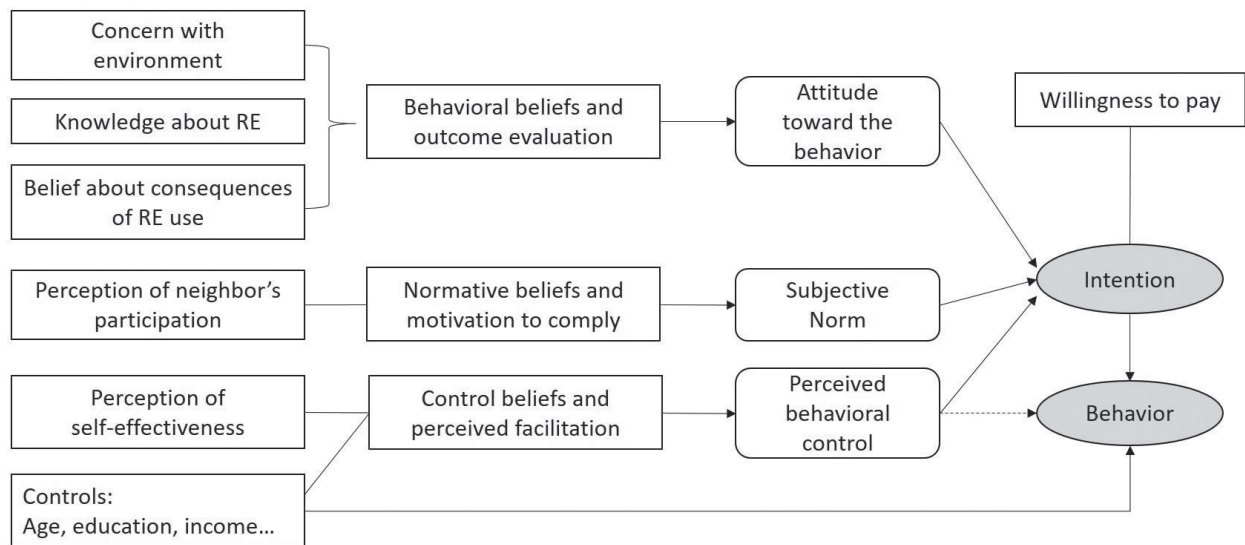 Concern with
environment
Knowledge about RE
Belief about consequences
of RE use
Behavioral beliefs and
outcome evaluation
Attitude
toward the
behavior
Willingness to pay
Perception of neighbor’s
participation
Normative beliefs and
motivation to comply
Subjective
Norm
Intention
Perception of
self-effectiveness
Control beliefs and
perceived facilitation
Perceived
behavioral
control
Behavior
Controls:
Age, education, income…